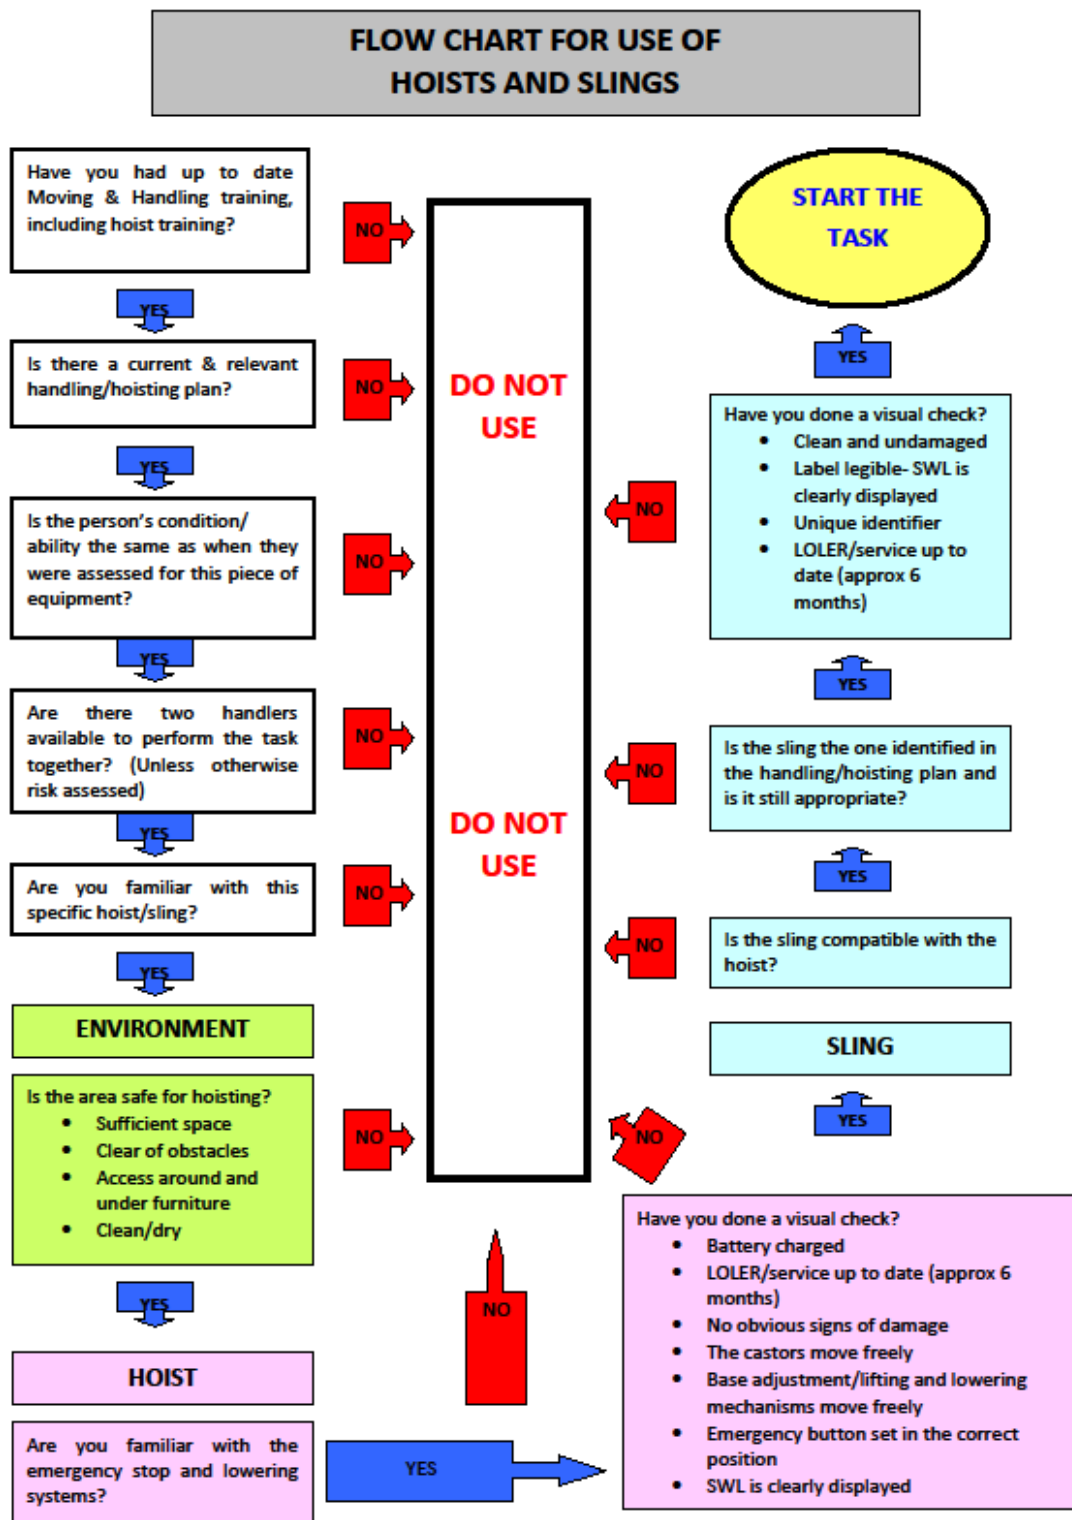 FLOW CHART FOR USE OF
HOISTS AND SLINGS
Have you had up to date
Moving & Handling training,
including hoist training?
NO
YES
Is there a current & relevant
handling/hoisting plan?
NO
YES
Is the person's condition/
ability the same as when they
were assessed for this piece of
equipment?
NO
YES
Are there two handlers
available to perform the task
together? (Unless otherwise
risk assessed)
NO
YES
Are you familiar with this
specific hoist/sling?
NO
YES
ENVIRONMENT
Is the area safe for hoisting?
• Sufficient space
• Clear of obstacles
• Access around and
under furniture
• Clean/dry
NO
YES
HOIST
Are you familiar with the
emergency stop and lowering
systems?
NO
YES
DO NOT
USE
DO NOT
USE
Have you done a visual check?
• Battery charged
• LOLER/service up to date (approx 6
months)
• No obvious signs of damage
• The castors move freely
• Base adjustment/lifting and lowering
mechanisms move freely
• Emergency button set in the correct
position
• SWL is clearly displayed
NO
YES
SLING
Is the sling compatible with the
hoist?
NO
YES
Is the sling the one identified in
the handling/hoisting plan and
is it still appropriate?
NO
YES
Have you done a visual check?
• Clean and undamaged
• Label legible- SWL is
clearly displayed
• Unique identifier
• LOLER/service up to
date (approx 6
months)
NO
YES
START THE
TASK